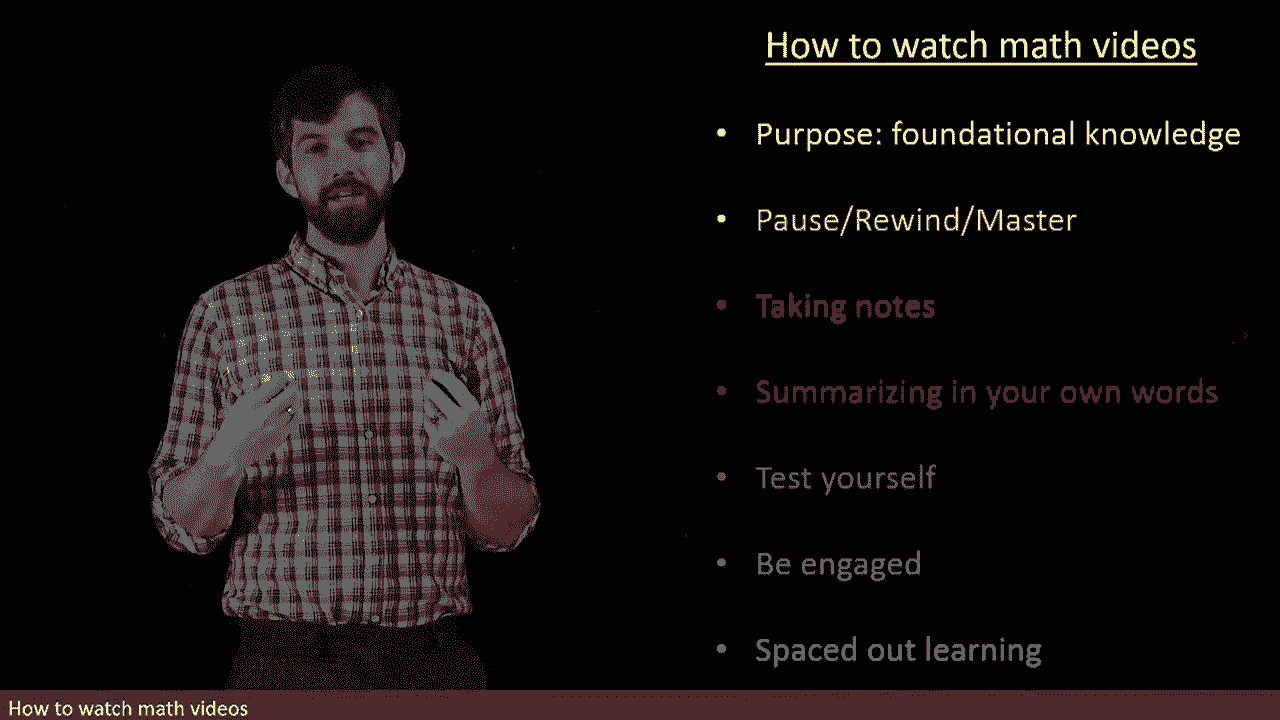 How to watch math videos
• Purpose: foundational knowledge
• Pause/Rewind/Master
• Taking notes
• Summarizing in your own words
• Test yourself
• Be engaged
• Spaced out learning
How to watch math videos